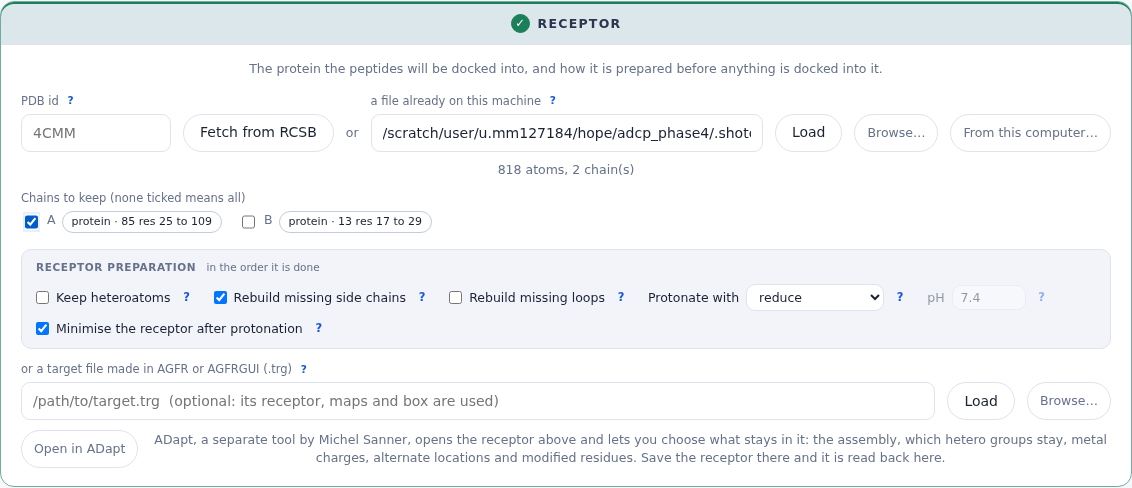 ✓ RECEPTOR
The protein the peptides will be docked into, and how it is prepared before anything is docked into it.
PDB id ? a file already on this machine ?
4CMM Fetch from RCSB or /scratch/user/u.mm127184/hope/adcp_phase4/.shot Load Browse... From this computer...
818 atoms, 2 chain(s)
Chains to keep (none ticked means all)
A protein · 85 res 25 to 109 B protein · 13 res 17 to 29
RECEPTOR PREPARATION in the order it is done
Keep heteroatoms ? Rebuild missing side chains ? Rebuild missing loops ? Protonate with reduce ? pH 7.4 ?
Minimise the receptor after protonation ?
or a target file made in AGFR or AGFRGUI (.trg) ?
/path/to/target.trg (optional: its receptor, maps and box are used) Load Browse...
Open in ADapt ADapt, a separate tool by Michel Sanner, opens the receptor above and lets you choose what stays in it: the assembly, which hetero groups stay, metal
charges, alternate locations and modified residues. Save the receptor there and it is read back here.